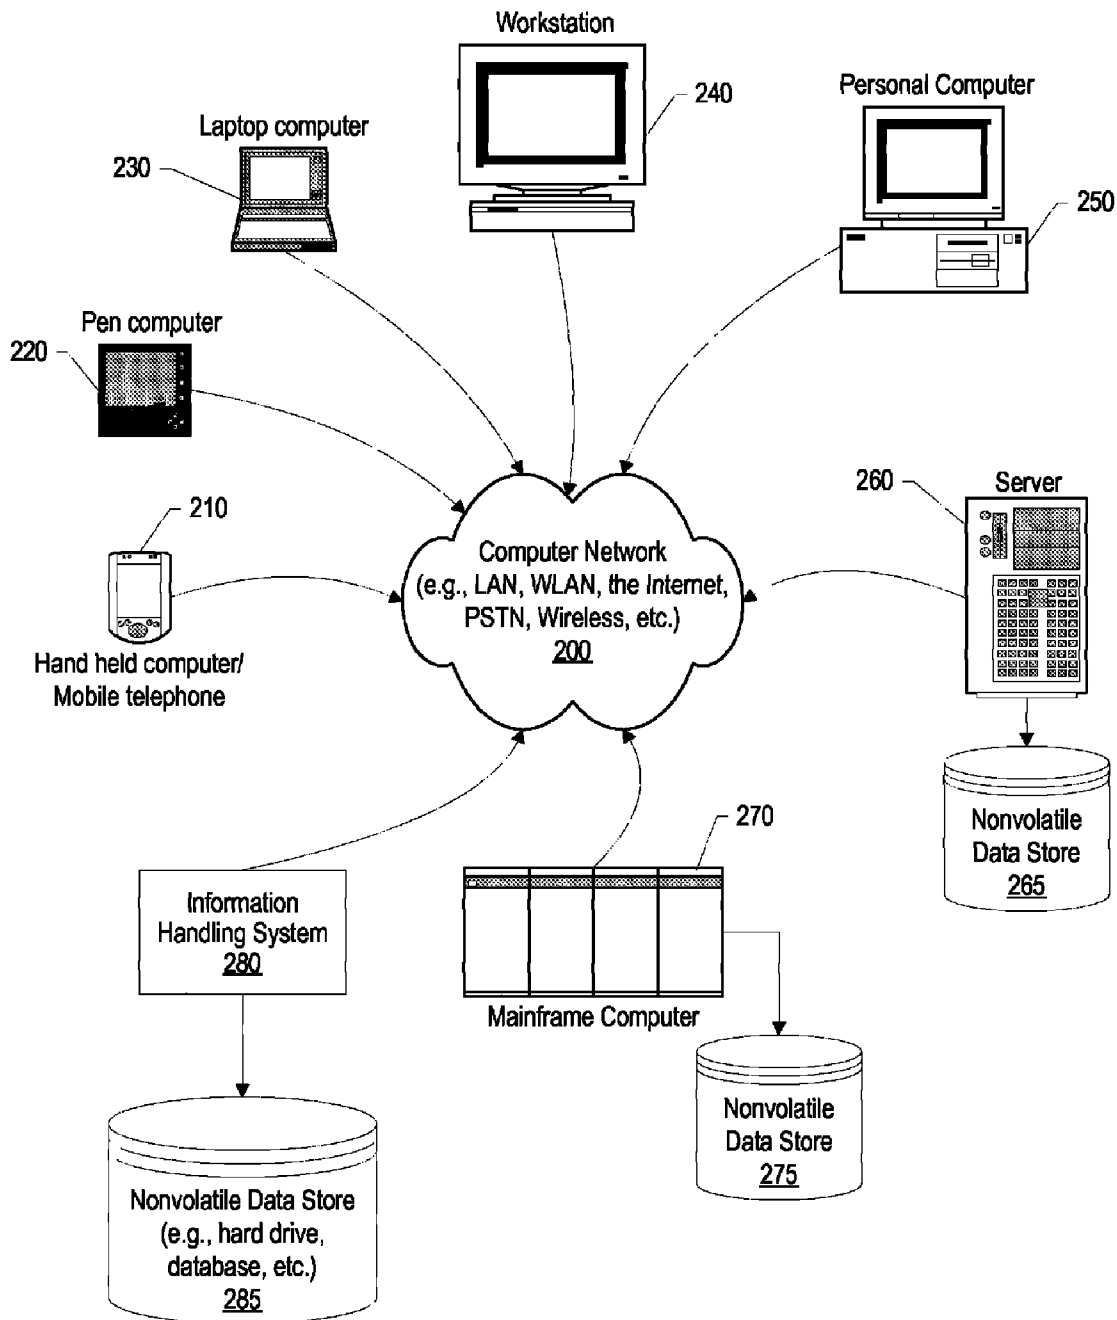 Workstation
240
Personal Computer
Laptop computer
230
250
Pen computer
220
260
Server
210
Computer Network
(e.g., LAN, WLAN, the Internet,
PSTN, Wireless, etc.)
200
Hand held computer/
Mobile telephone
270
Nonvolatile
Data Store
265
Information
Handling System
280
Mainframe Computer
Nonvolatile
Data Store
275
Nonvolatile Data Store
(e.g., hard drive,
database, etc.)
285